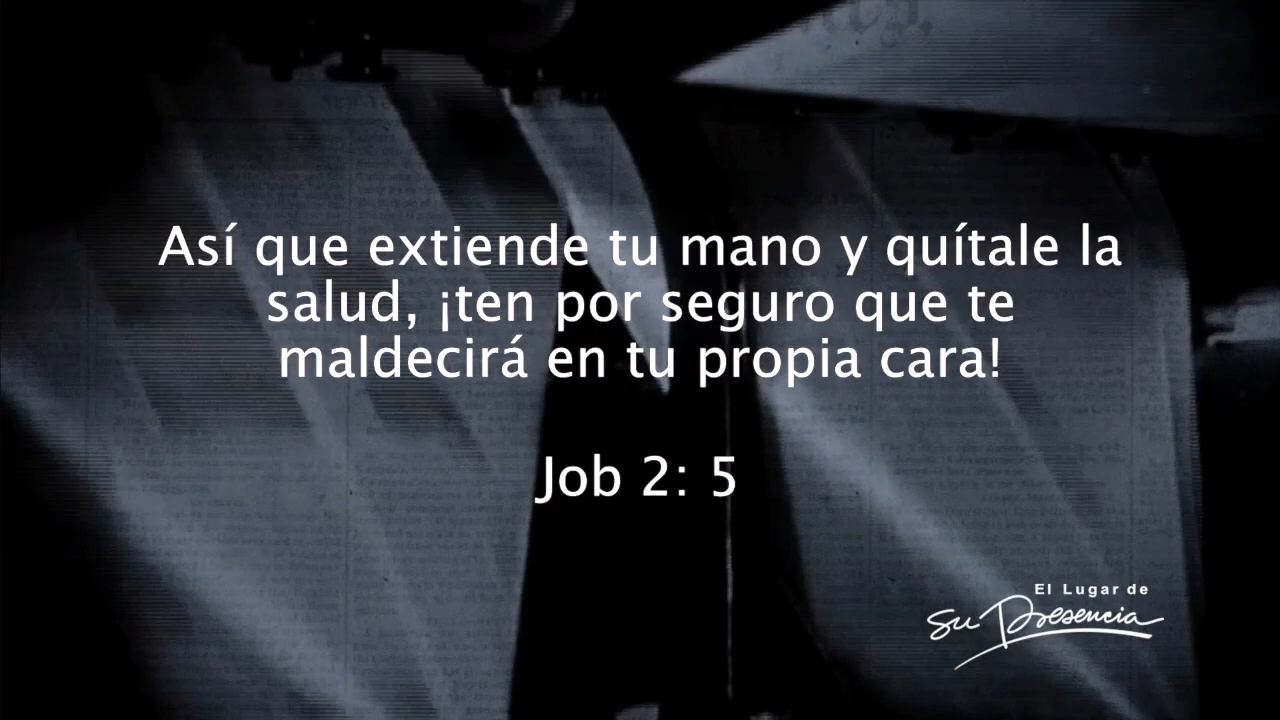 Así que extiende tu mano y quítale la
salud, ¡ten por seguro que te
maldecirá en tu propia cara!
Job 2: 5
El Lugar de
Su Presencia